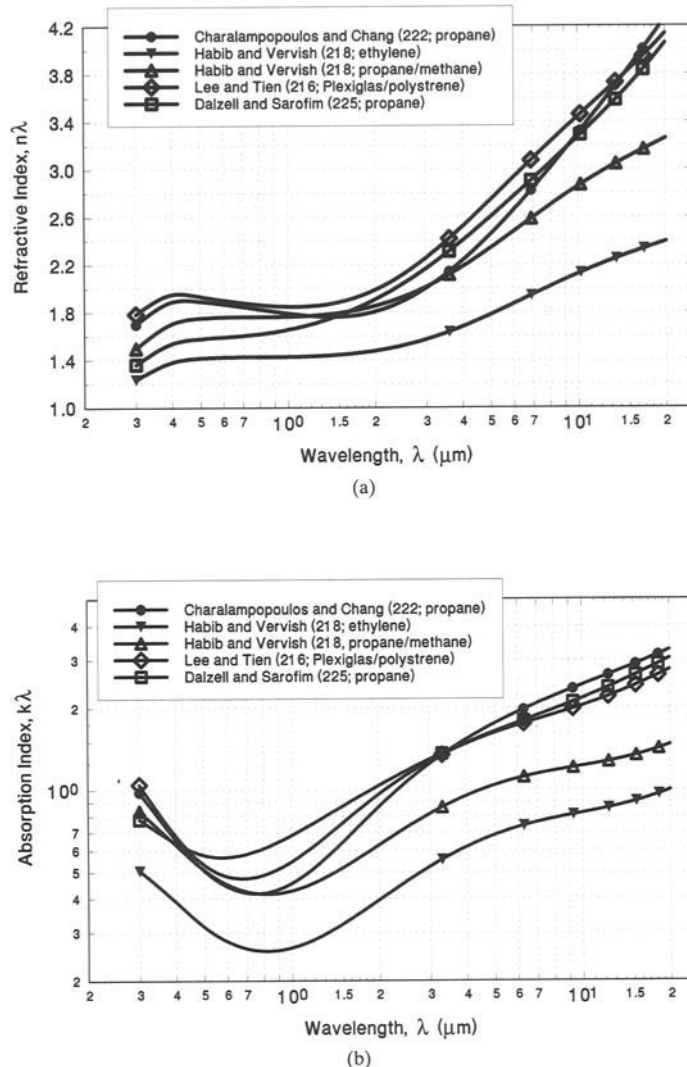 4.2
3.8
3.4
3.0
2.6
2.2
1.8
1.4
1.0
Refractive Index, nλ
Charalampopoulos and Chang (222; propane)
Habib and Vervish (218; ethylene)
Habib and Vervish (218; propane/methane)
Lee and Tien (216; Plexiglas/polystrene)
Dalzell and Sarofim (225; propane)
2 3 4 5 6 7 10⁰ 1.5 2 3 4 5 6 7 10¹ 1.5 2
Wavelength, λ (μm)
(a)
5
4
3
2
10⁰
7
6
5
4
3
2
Absorption Index, kλ
Charalampopoulos and Chang (222; propane)
Habib and Vervish (218; ethylene)
Habib and Vervish (218, propane/methane)
Lee and Tien (216; Plexiglas/polystrene)
Dalzell and Sarofim (225; propane)
2 3 4 5 6 7 10⁰ 1.5 2 3 4 5 6 7 10¹ 1.5 2
Wavelength, λ (μm)
(b)